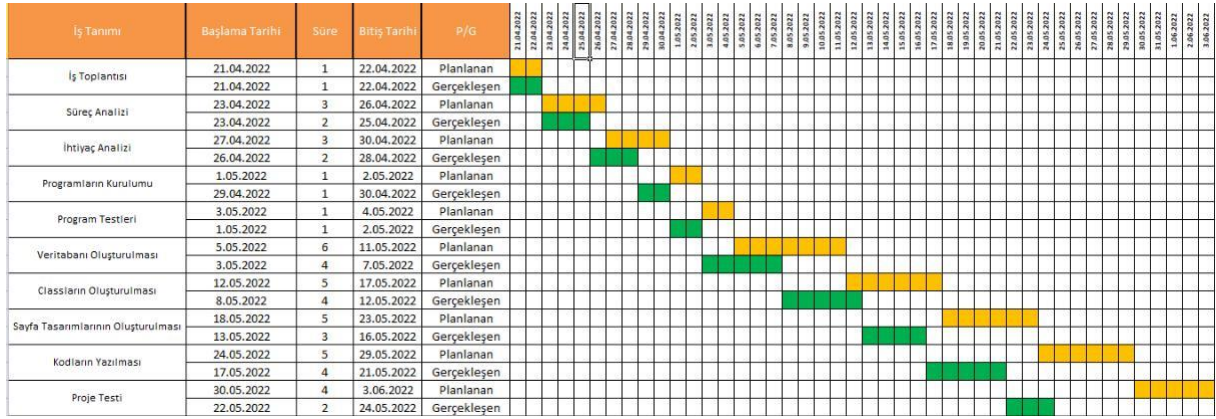 İş Tanımı Başlama Tarihi Süre Bitiş Tarihi P/G 21.04.2022 22.04.2022 23.04.2022 24.04.2022 25.04.2022 26.04.2022 27.04.2022 28.04.2022 29.04.2022 30.04.2022 1.05.2022 2.05.2022 3.05.2022 4.05.2022 5.05.2022 6.05.2022 7.05.2022 8.05.2022 9.05.2022 10.05.2022 11.05.2022 12.05.2022 13.05.2022 14.05.2022 15.05.2022 16.05.2022 17.05.2022 18.05.2022 19.05.2022 20.05.2022 21.05.2022 22.05.2022 23.05.2022 24.05.2022 25.05.2022 26.05.2022 27.05.2022 28.05.2022 29.05.2022 30.05.2022 31.05.2022 1.06.2022 2.06.2022 3.06.2022
İş Toplantısı 21.04.2022 1 22.04.2022 Planlanan
21.04.2022 1 22.04.2022 Gerçekleşen
Süreç Analizi 23.04.2022 3 26.04.2022 Planlanan
23.04.2022 2 25.04.2022 Gerçekleşen
İhtiyaç Analizi 27.04.2022 3 30.04.2022 Planlanan
26.04.2022 2 28.04.2022 Gerçekleşen
Programların Kurulumu 1.05.2022 1 2.05.2022 Planlanan
29.04.2022 1 30.04.2022 Gerçekleşen
Program Testleri 3.05.2022 1 4.05.2022 Planlanan
1.05.2022 1 2.05.2022 Gerçekleşen
Veritabanı Oluşturulması 5.05.2022 6 11.05.2022 Planlanan
3.05.2022 4 7.05.2022 Gerçekleşen
Classların Oluşturulması 12.05.2022 5 17.05.2022 Planlanan
8.05.2022 4 12.05.2022 Gerçekleşen
Sayfa Tasarımlarının Oluşturulması 18.05.2022 5 23.05.2022 Planlanan
13.05.2022 3 16.05.2022 Gerçekleşen
Kodların Yazılması 24.05.2022 5 29.05.2022 Planlanan
17.05.2022 4 21.05.2022 Gerçekleşen
Proje Testi 30.05.2022 4 3.06.2022 Planlanan
22.05.2022 2 24.05.2022 Gerçekleşen